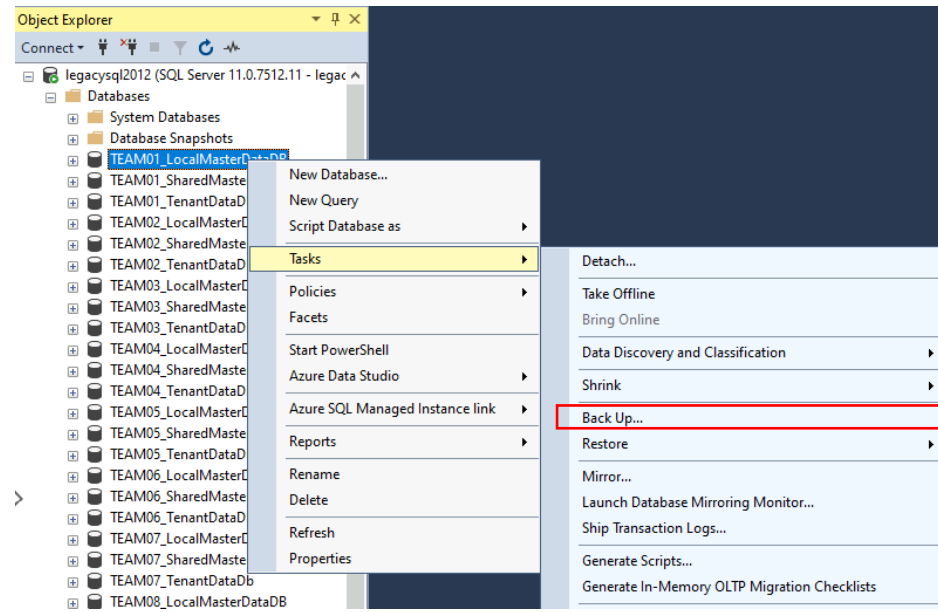 Object Explorer
Connect
legacysql2012 (SQL Server 11.0.7512.11 - legac
Databases
System Databases
Database Snapshots
TEAM01_LocalMasterDataDB
TEAM01_SharedMaste
TEAM01_TenantDataD
TEAM02_LocalMasterD
TEAM02_SharedMaste
TEAM02_TenantDataD
TEAM03_LocalMasterD
TEAM03_SharedMaste
TEAM03_TenantDataD
TEAM04_LocalMasterD
TEAM04_SharedMaste
TEAM04_TenantDataD
TEAM05_LocalMasterD
TEAM05_SharedMaste
TEAM05_TenantDataD
TEAM06_LocalMasterD
TEAM06_SharedMaste
TEAM06_TenantDataD
TEAM07_LocalMasterD
TEAM07_SharedMaste
TEAM07_TenantDataDb
TEAM08_LocalMasterDataDB
New Database...
New Query
Script Database as
Tasks
Policies
Facets
Start PowerShell
Azure Data Studio
Azure SQL Managed Instance link
Reports
Rename
Delete
Refresh
Properties
Detach...
Take Offline
Bring Online
Data Discovery and Classification
Shrink
Back Up...
Restore
Mirror...
Launch Database Mirroring Monitor...
Ship Transaction Logs...
Generate Scripts...
Generate In-Memory OLTP Migration Checklists